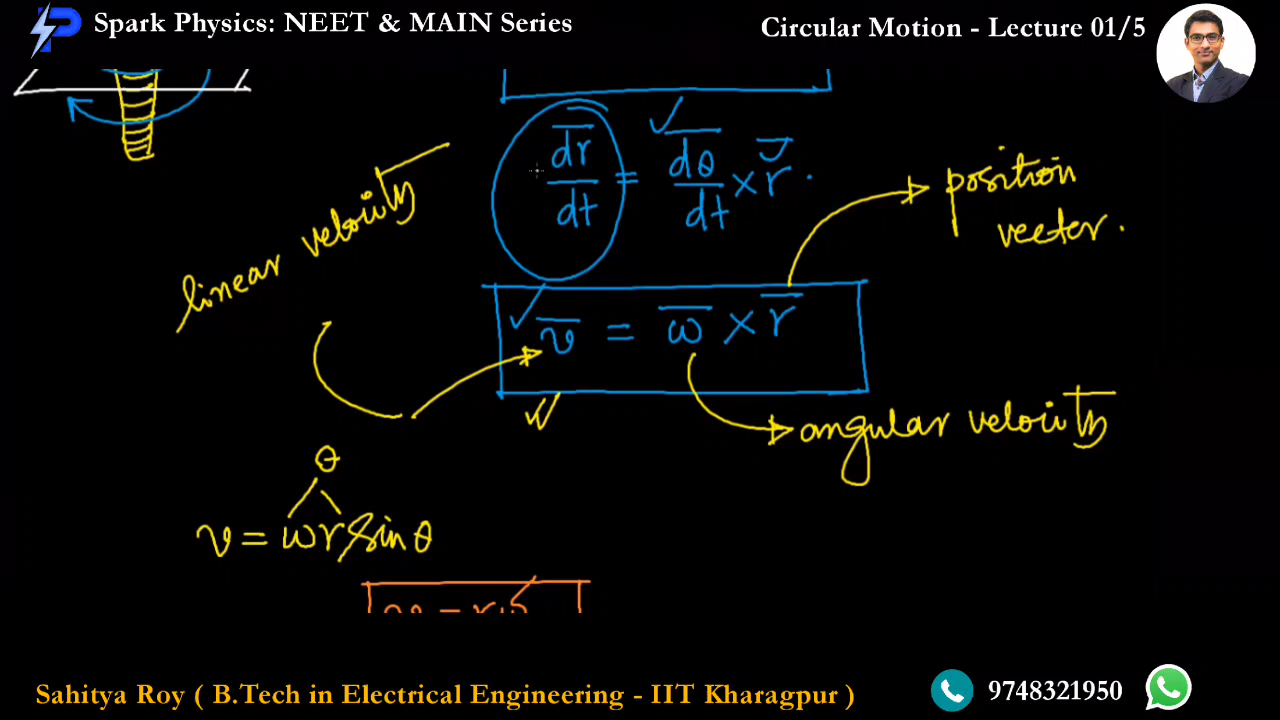 Spark Physics: NEET & MAIN Series
Circular Motion - Lecture 01/5
dr/dt = dθ/dt × r.
position
vector.
linear velocity
v = ω × r
angular velocity
θ
v = ωr sin θ
Sahitya Roy ( B.Tech in Electrical Engineering - IIT Kharagpur )
9748321950